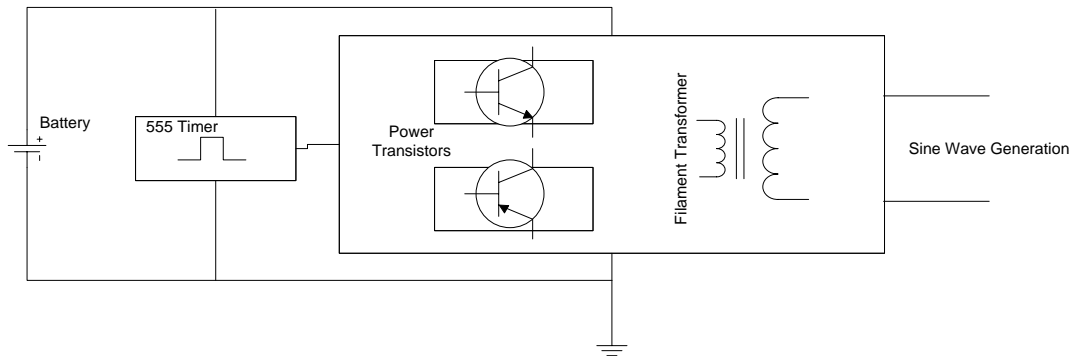 Battery
+
-
555 Timer
Power
Transistors
Filament Transformer
Sine Wave Generation